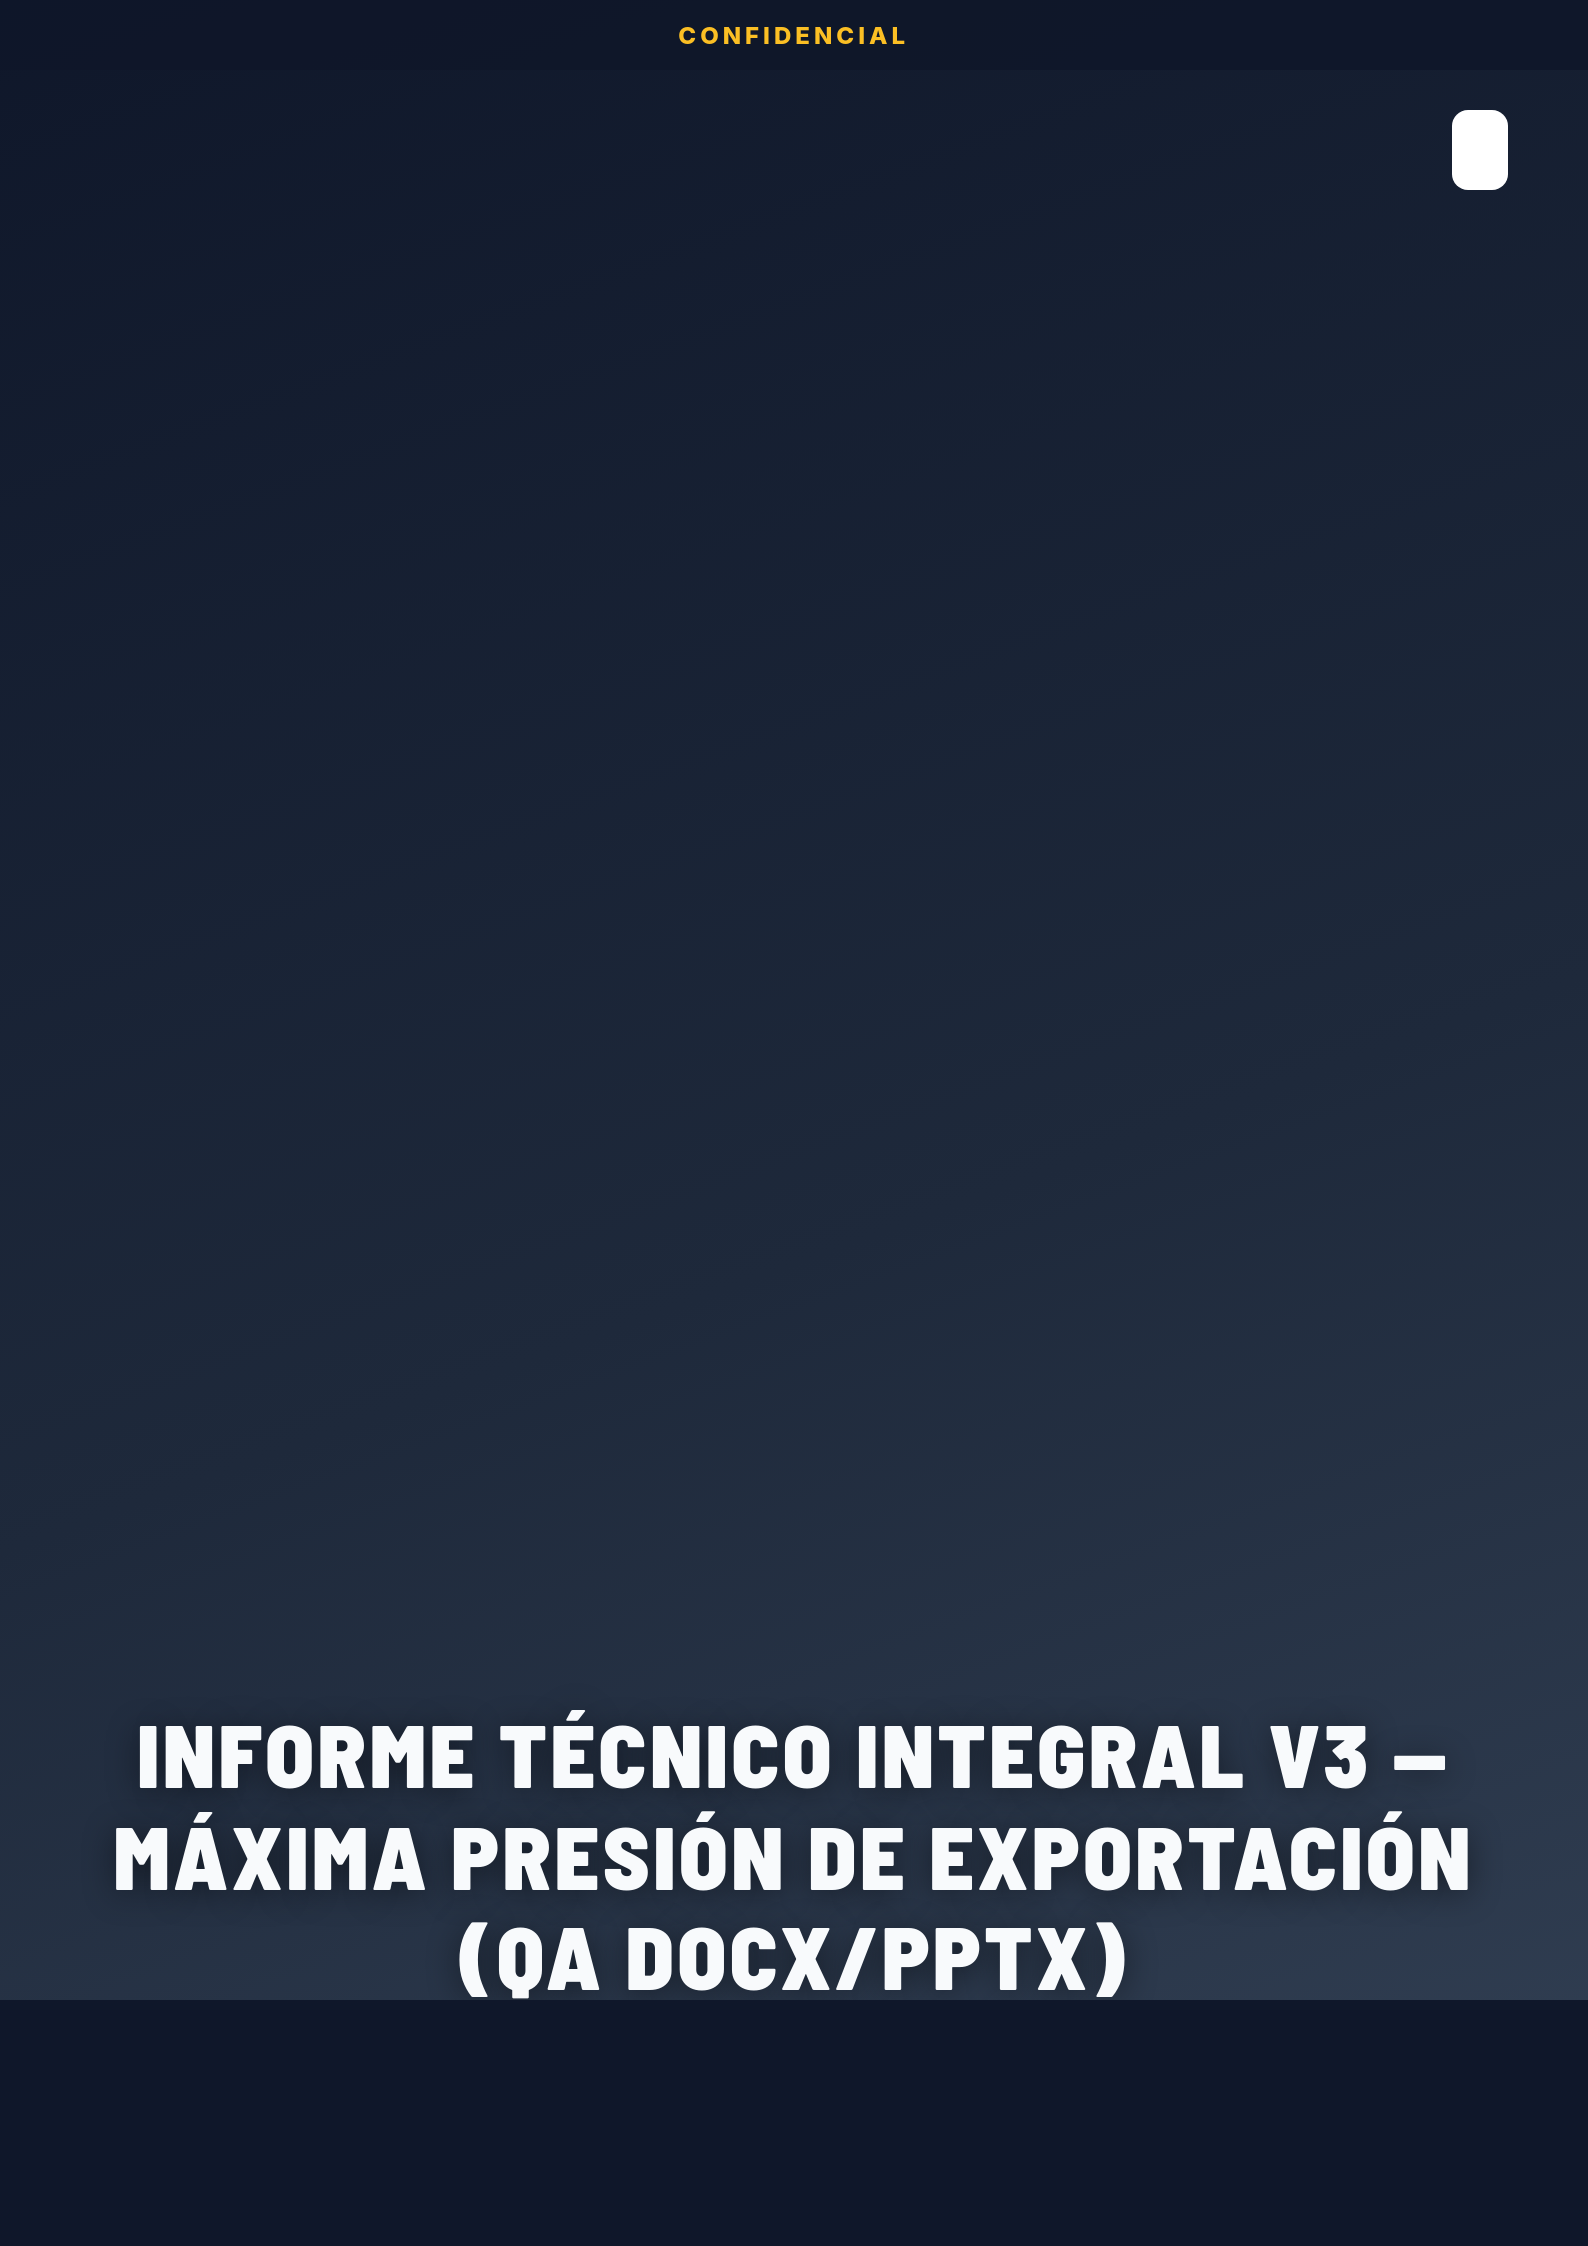 CONFIDENCIAL
INFORME TÉCNICO INTEGRAL V3 —
MÁXIMA PRESIÓN DE EXPORTACIÓN
(QA DOCX/PPTX)